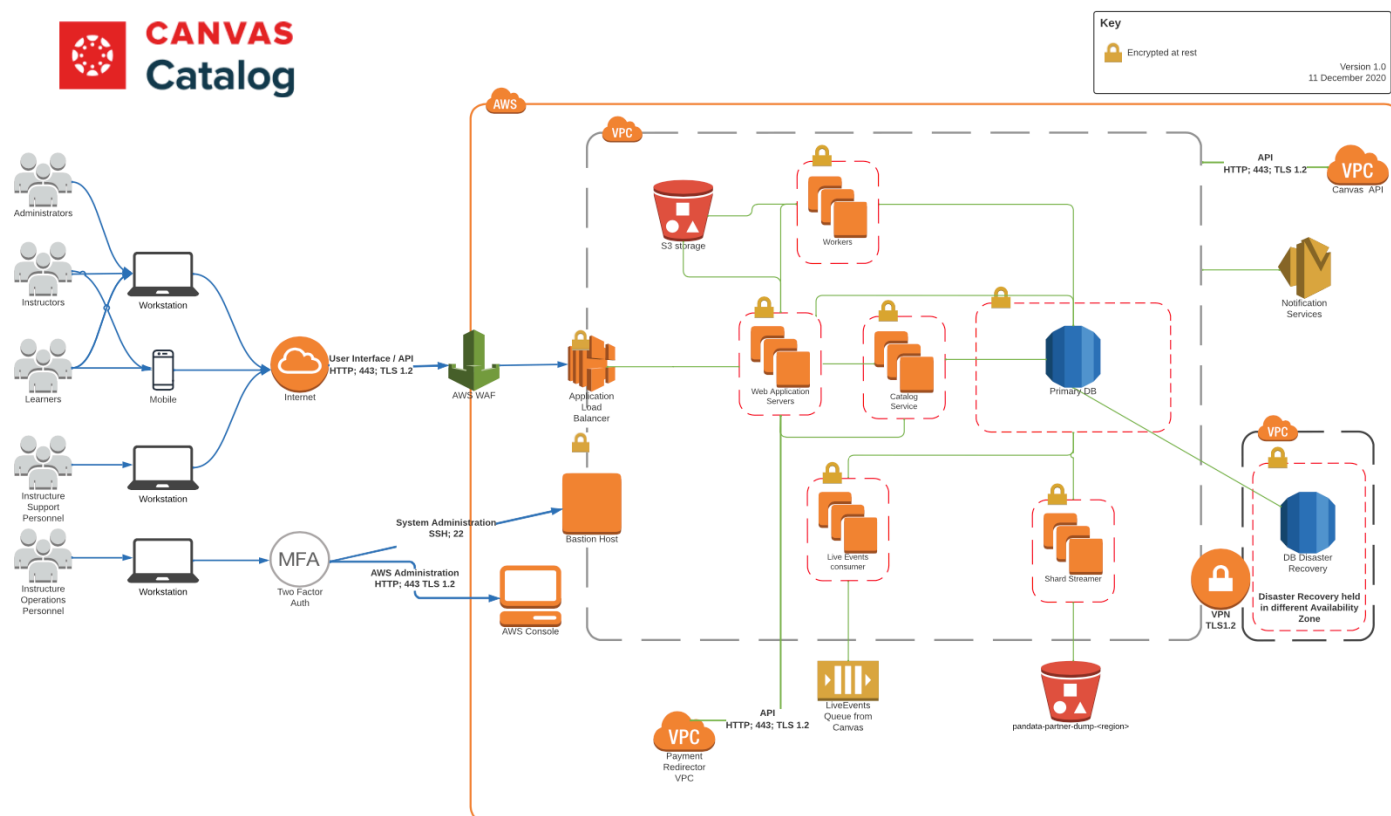 CANVAS
Catalog
Key
Encrypted at rest
Version 1.0
11 December 2020
AWS
VPC
API
HTTP; 443; TLS 1.2
VPC
Canvas API
Administrators
Instructors
Learners
Instructure
Support
Personnel
Instructure
Operations
Personnel
Workstation
Mobile
Workstation
Workstation
Internet
User Interface / API
HTTP; 443; TLS 1.2
MFA
Two Factor
Auth
System Administration
SSH; 22
AWS Administration
HTTP; 443 TLS 1.2
AWS WAF
Application
Load
Balancer
Bastion Host
AWS Console
S3 storage
Workers
Web Application
Servers
Catalog
Service
Primary DB
Notification
Services
Live Events
consumer
Shard Streamer
VPC
DB Disaster
Recovery
Disaster Recovery held
in different Availability
Zone
VPN
TLS1.2
LiveEvents
Queue from
Canvas
pandata-partner-dump-<region>
API
HTTP; 443; TLS 1.2
VPC
Payment
Redirector
VPC